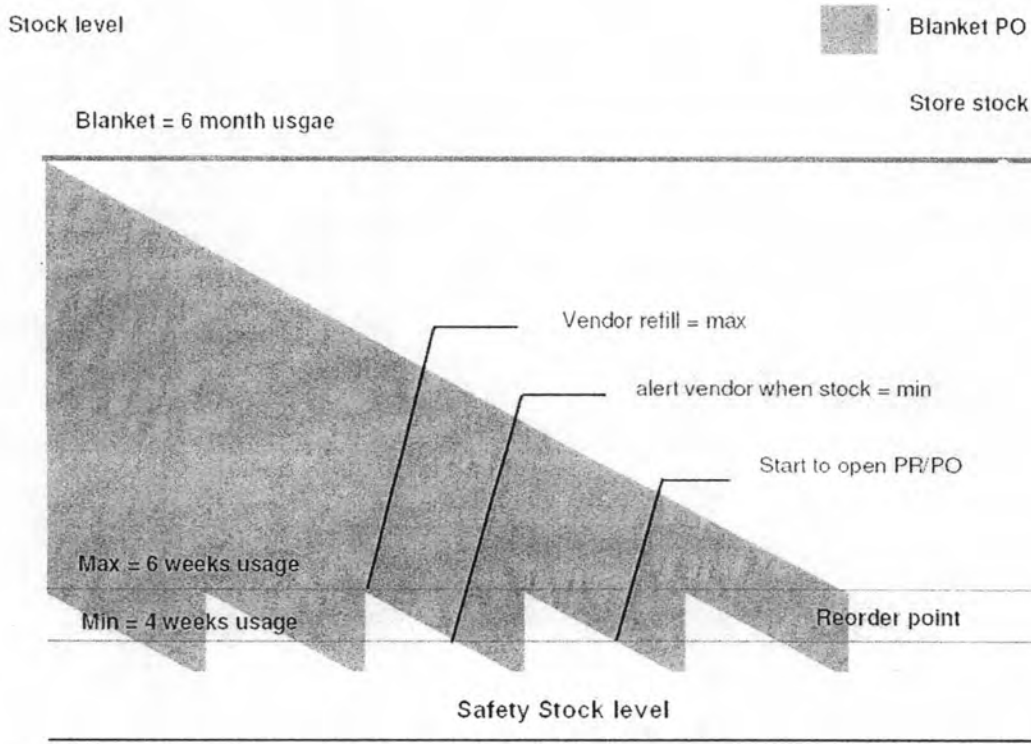 Stock level
Blanket PO
Store stock
Blanket = 6 month usgae
Vendor refill = max
alert vendor when stock = min
Start to open PR/PO
Max = 6 weeks usage
Min = 4 weeks usage
Reorder point
Safety Stock level